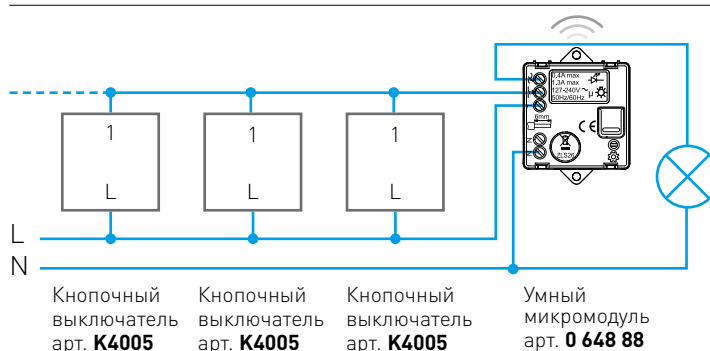 0,4A max
1,3A max
127-240V ~
50Hz/60Hz
µ
6mm
CE
N
N
ZLS26
1
1
1
L
L
L
L
N
Кнопочный
выключатель
арт. K4005
Кнопочный
выключатель
арт. K4005
Кнопочный
выключатель
арт. K4005
Умный
микромодуль
арт. 0 648 88